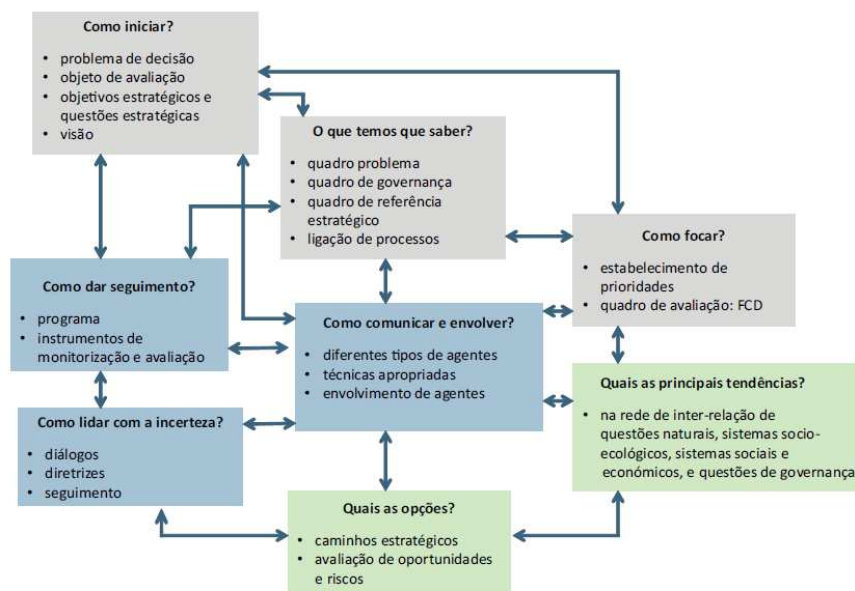 Como iniciar?
• problema de decisão
• objeto de avaliação
• objetivos estratégicos e
questões estratégicas
• visão
O que temos que saber?
• quadro problema
• quadro de governança
• quadro de referência
estratégico
• ligação de processos
Como focar?
• estabelecimento de
prioridades
• quadro de avaliação: FCD
Como dar seguimento?
• programa
• instrumentos de
monitorização e avaliação
Como comunicar e envolver?
• diferentes tipos de agentes
• técnicas apropriadas
• envolvimento de agentes
Quais as principais tendências?
• na rede de inter-relação de
questões naturais, sistemas socio-
ecológicos, sistemas sociais e
económicos, e questões de governança
Como lidar com a incerteza?
• diálogos
• diretrizes
• seguimento
Quais as opções?
• caminhos estratégicos
• avaliação de oportunidades
e riscos